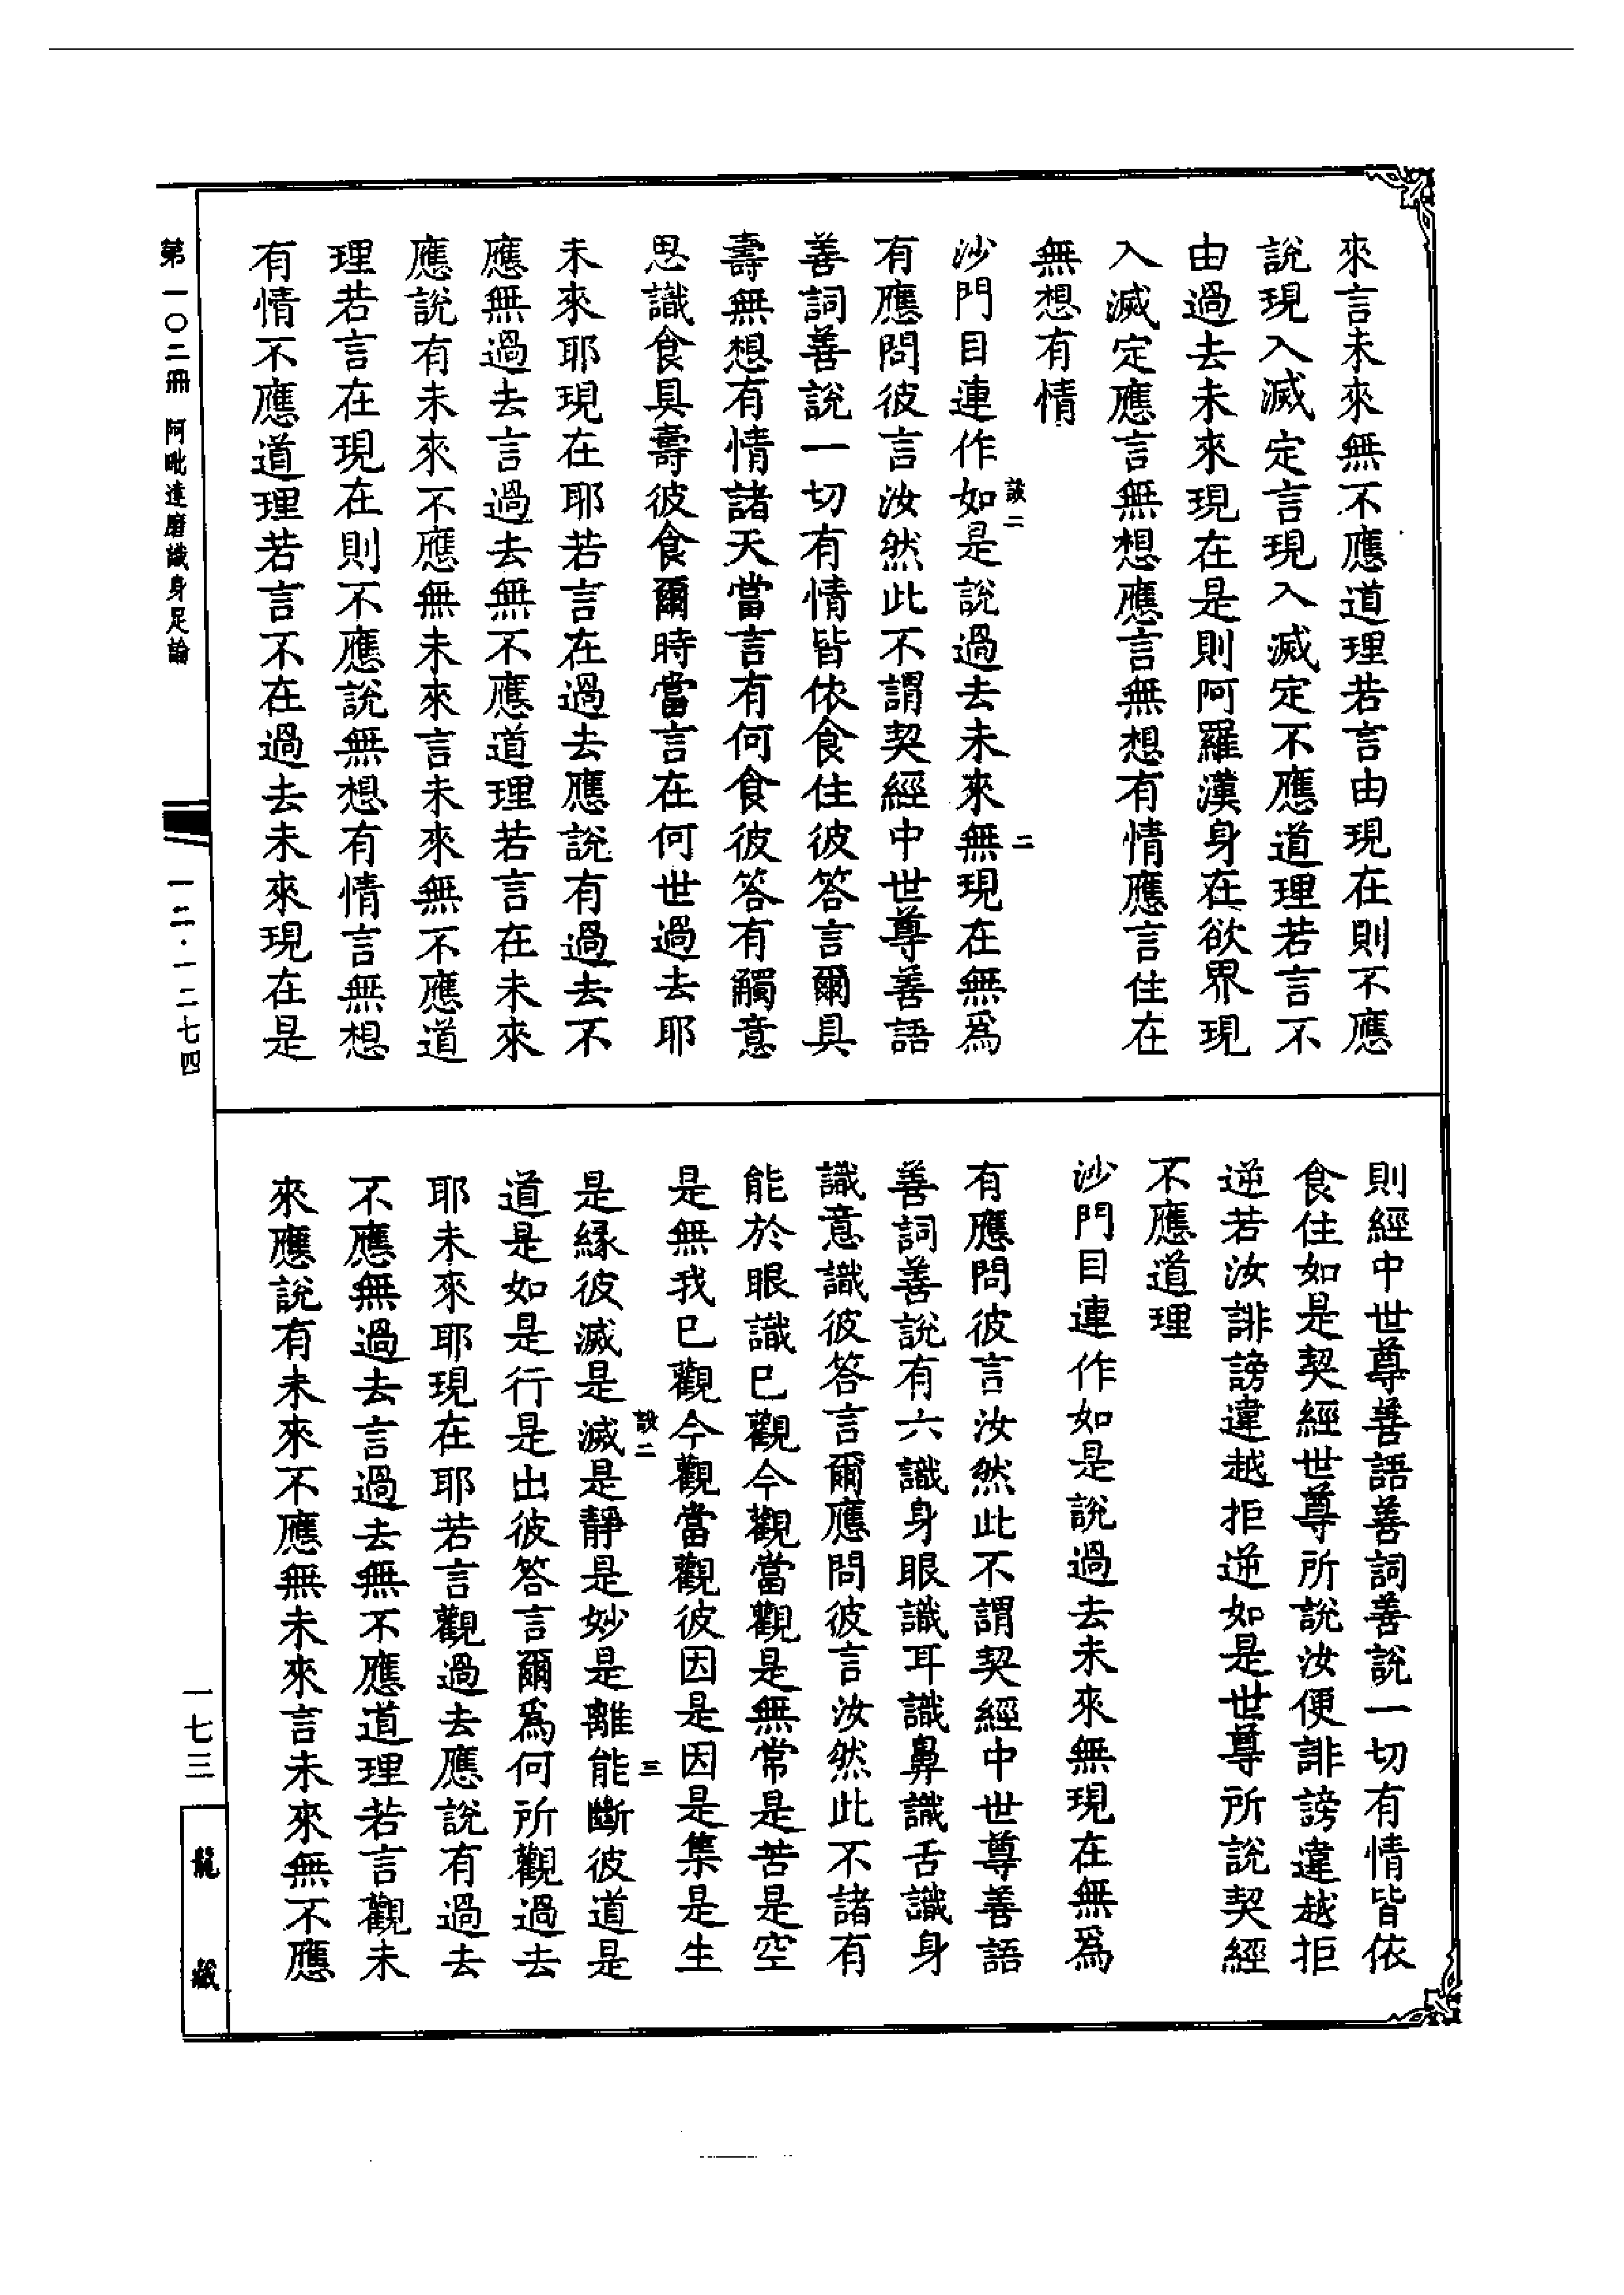 來言未來無不應道理若言由現在則不應
說現入滅定言現入滅定不應道理若言不
由過去未來現在是則阿羅漢身在欲界現
入滅定應言無想應言無想有情應言住在
無想有情
沙門目連作如是說過去未來無現在無爲
有應問彼言汝然此不謂契經中世尊善語
善詞善說一切有情皆依食住彼答言爾具
壽無想有情諸天當言有何食彼答有觸意
思識食具壽彼食爾時當言在何世過去耶
未來耶現在耶若言在過去應說有過去不
應無過去言過去無不應道理若言在未來
應說有未來不應無未來言未來無不應道
理若言在現在則不應說無想有情言無想
有情不應道理若言不在過去未來現在是
二
則經中世尊善語善詞善說一切有情皆依
食住如是契經世尊所說汝便誹謗違越拒
逆若汝誹謗違越拒逆如是世尊所說契經
不應道理
沙門目連作如是說過去未來無現在無爲
有應問彼言汝然此不謂契經中世尊善語
善詞善說有六識身眼識耳識鼻識舌識身
識意識彼答言爾應問彼言汝然此不諸有
能於眼識已觀今觀當觀是無常是苦是空
是無我已觀今觀當觀彼因是因是集是生
是緣彼滅是滅是靜是妙是離能斷彼道是
道是如是行是出彼答言爾爲何所觀過去
耶未來耶現在耶若言觀過去應說有過去
不應無過去言過去無不應道理若言觀未
來應說有未來不應無未來言未來無不應
三
第一〇二冊 阿毗達磨識身足論
一二·一二七四
一七三
龍藏